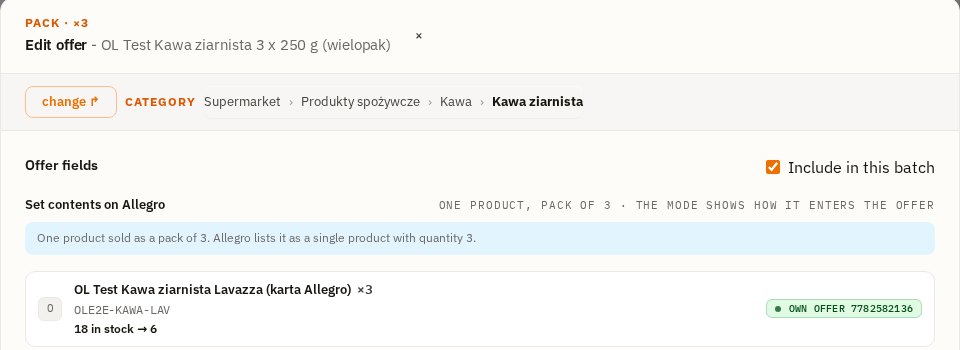 PACK · ×3
Edit offer - OL Test Kawa ziarnista 3 x 250 g (wielopak)
×
change ↱ CATEGORY Supermarket › Produkty spożywcze › Kawa › Kawa ziarnista
Offer fields
Include in this batch
Set contents on Allegro
ONE PRODUCT, PACK OF 3 · THE MODE SHOWS HOW IT ENTERS THE OFFER
One product sold as a pack of 3. Allegro lists it as a single product with quantity 3.
O
OL Test Kawa ziarnista Lavazza (karta Allegro) ×3
OLE2E-KAWA-LAV
18 in stock → 6
OWN OFFER 7782582136